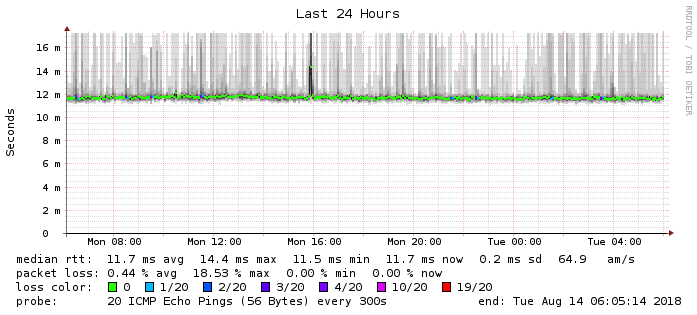 Last 24 Hours
RRDTOOL / TOBI OETIKER
Seconds
16 m
14 m
12 m
10 m
8 m
6 m
4 m
2 m
0
Mon 08:00 Mon 12:00 Mon 16:00 Mon 20:00 Tue 00:00 Tue 04:00
median rtt: 11.7 ms avg 14.4 ms max 11.5 ms min 11.7 ms now 0.2 ms sd 64.9 am/s
packet loss: 0.44 % avg 18.53 % max 0.00 % min 0.00 % now
loss color: 0 1/20 2/20 3/20 4/20 10/20 19/20
probe: 20 ICMP Echo Pings (56 Bytes) every 300s end: Tue Aug 14 06:05:14 2018